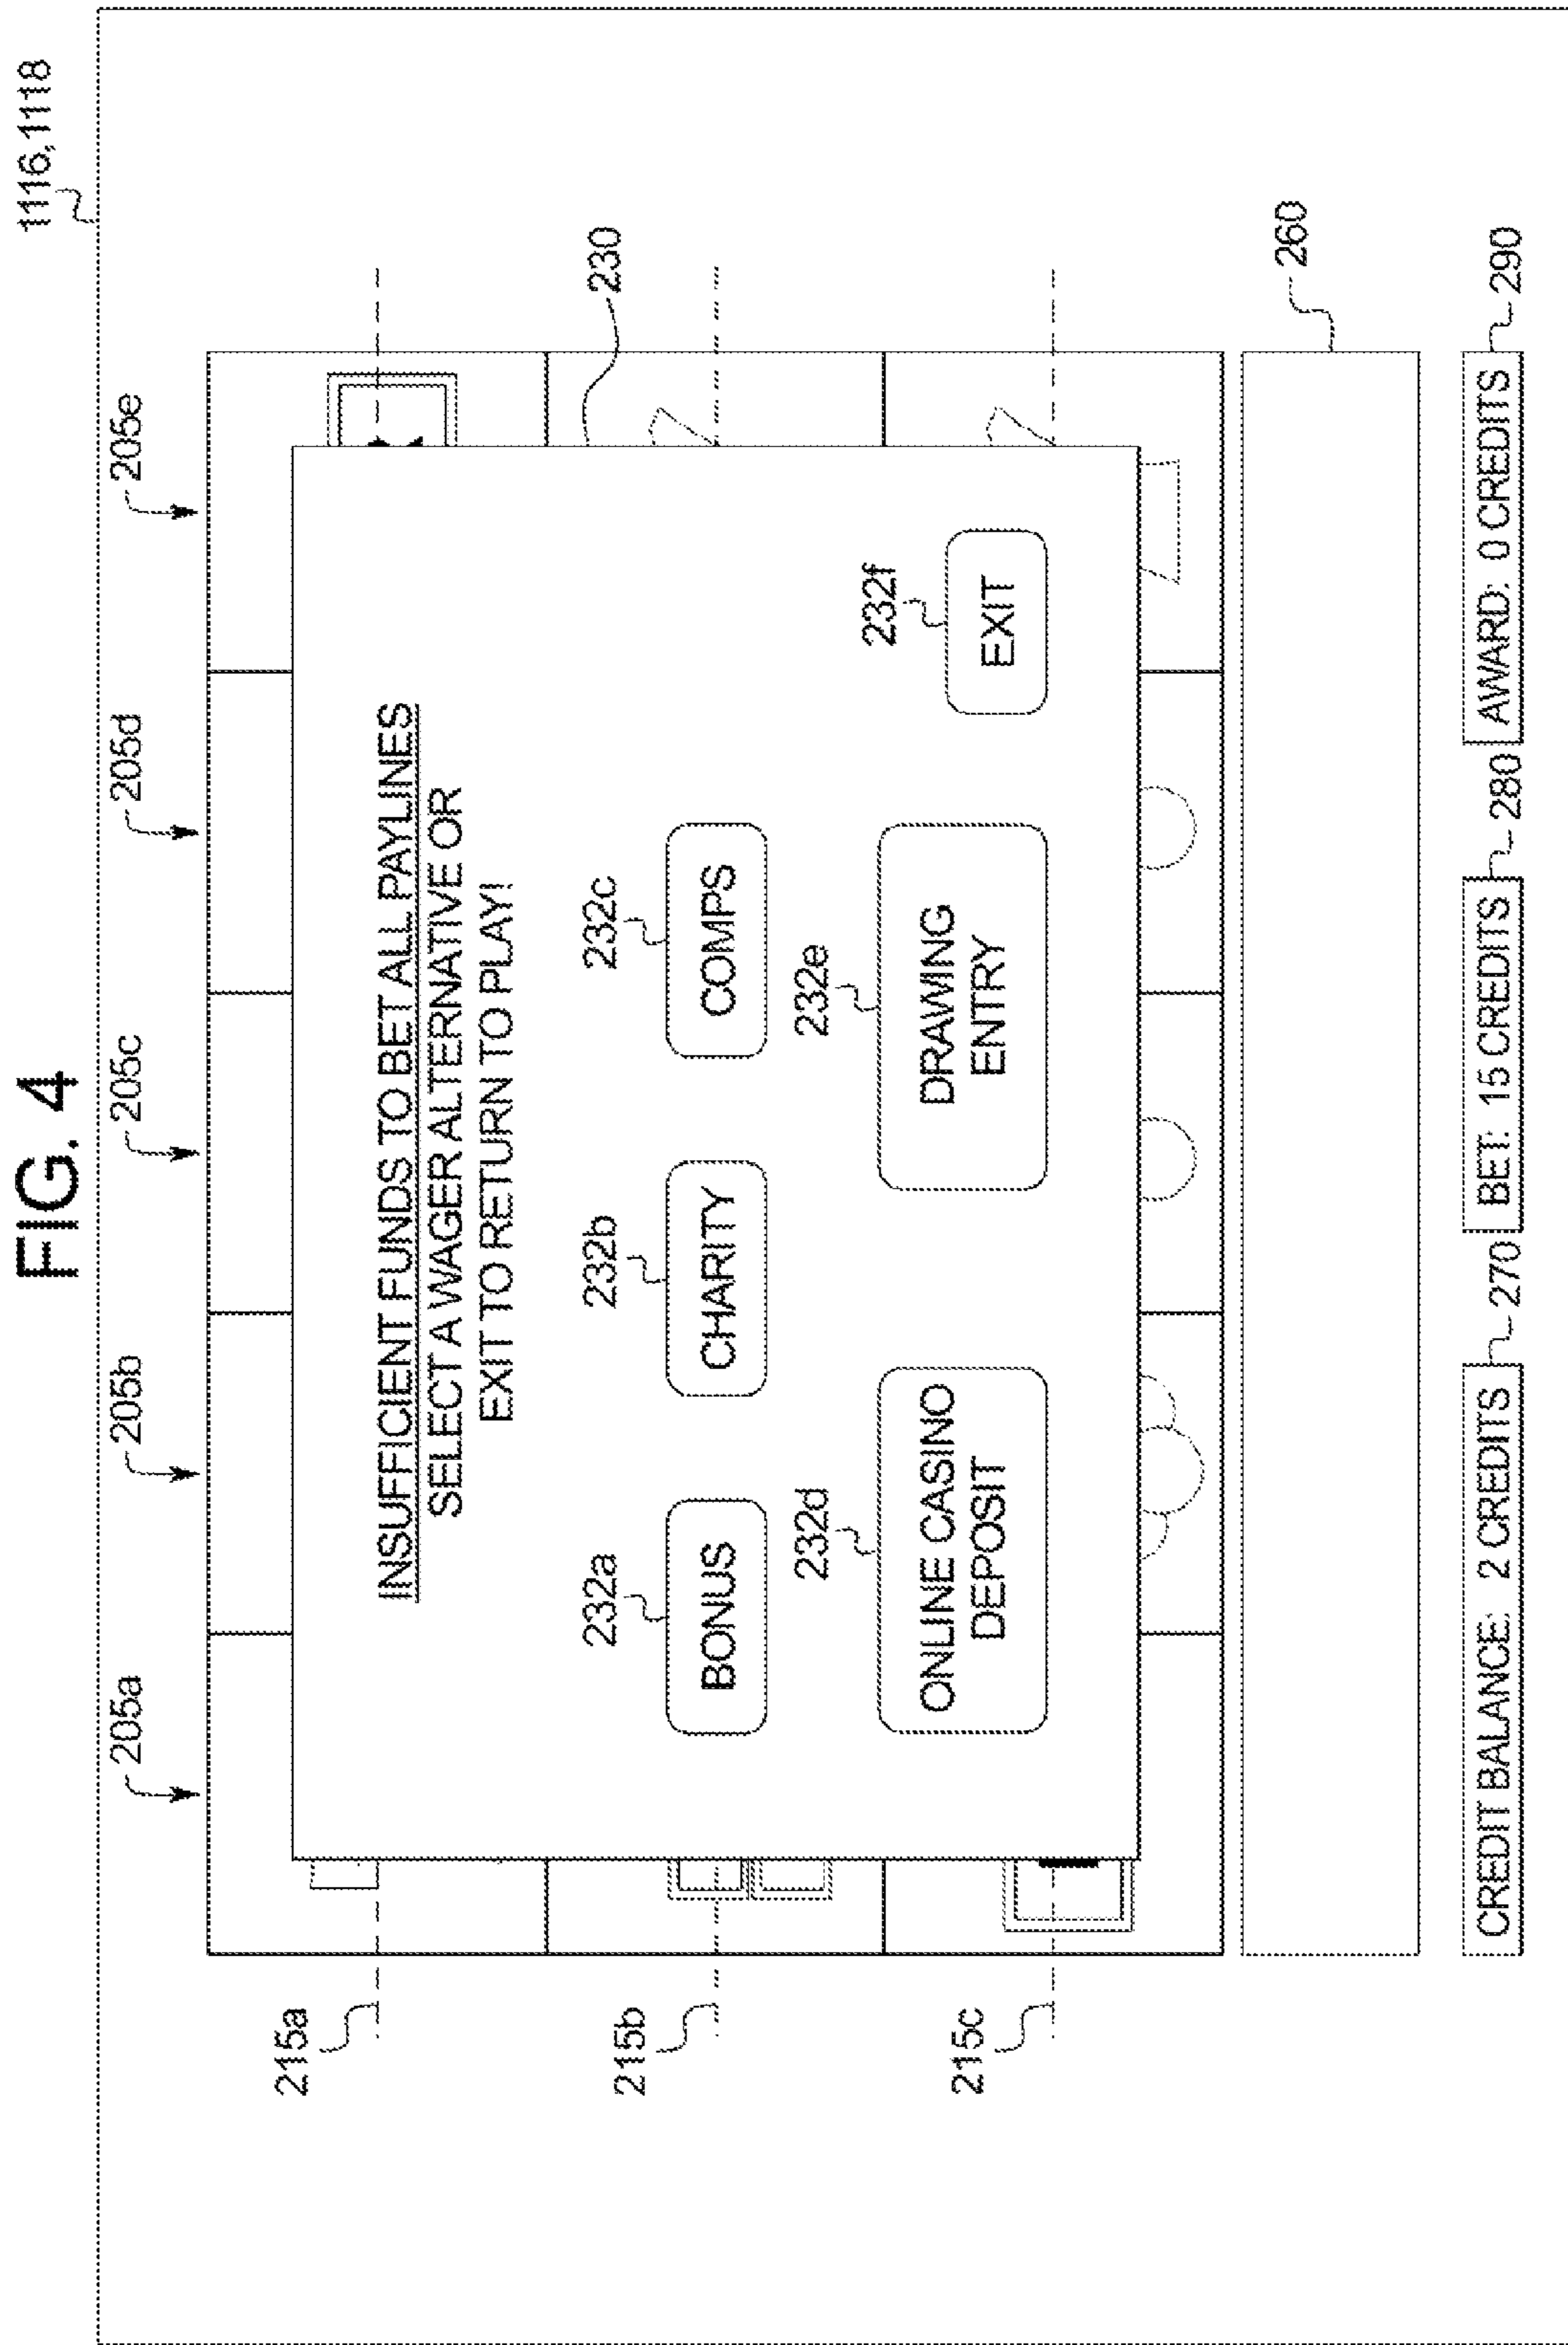 FIG. 4
1116,1118
205a
205b
205c
205d
205e
215a
230
INSUFFICIENT FUNDS TO BET ALL PAYLINES
SELECT A WAGER ALTERNATIVE OR
EXIT TO RETURN TO PLAY!
215b
232a
232b
232c
BONUS
CHARITY
COMPS
232d
232e
232f
215c
ONLINE CASINO
DEPOSIT
DRAWING
ENTRY
EXIT
260
CREDIT BALANCE: 2 CREDITS
270
BET: 15 CREDITS
280
AWARD: 0 CREDITS
290